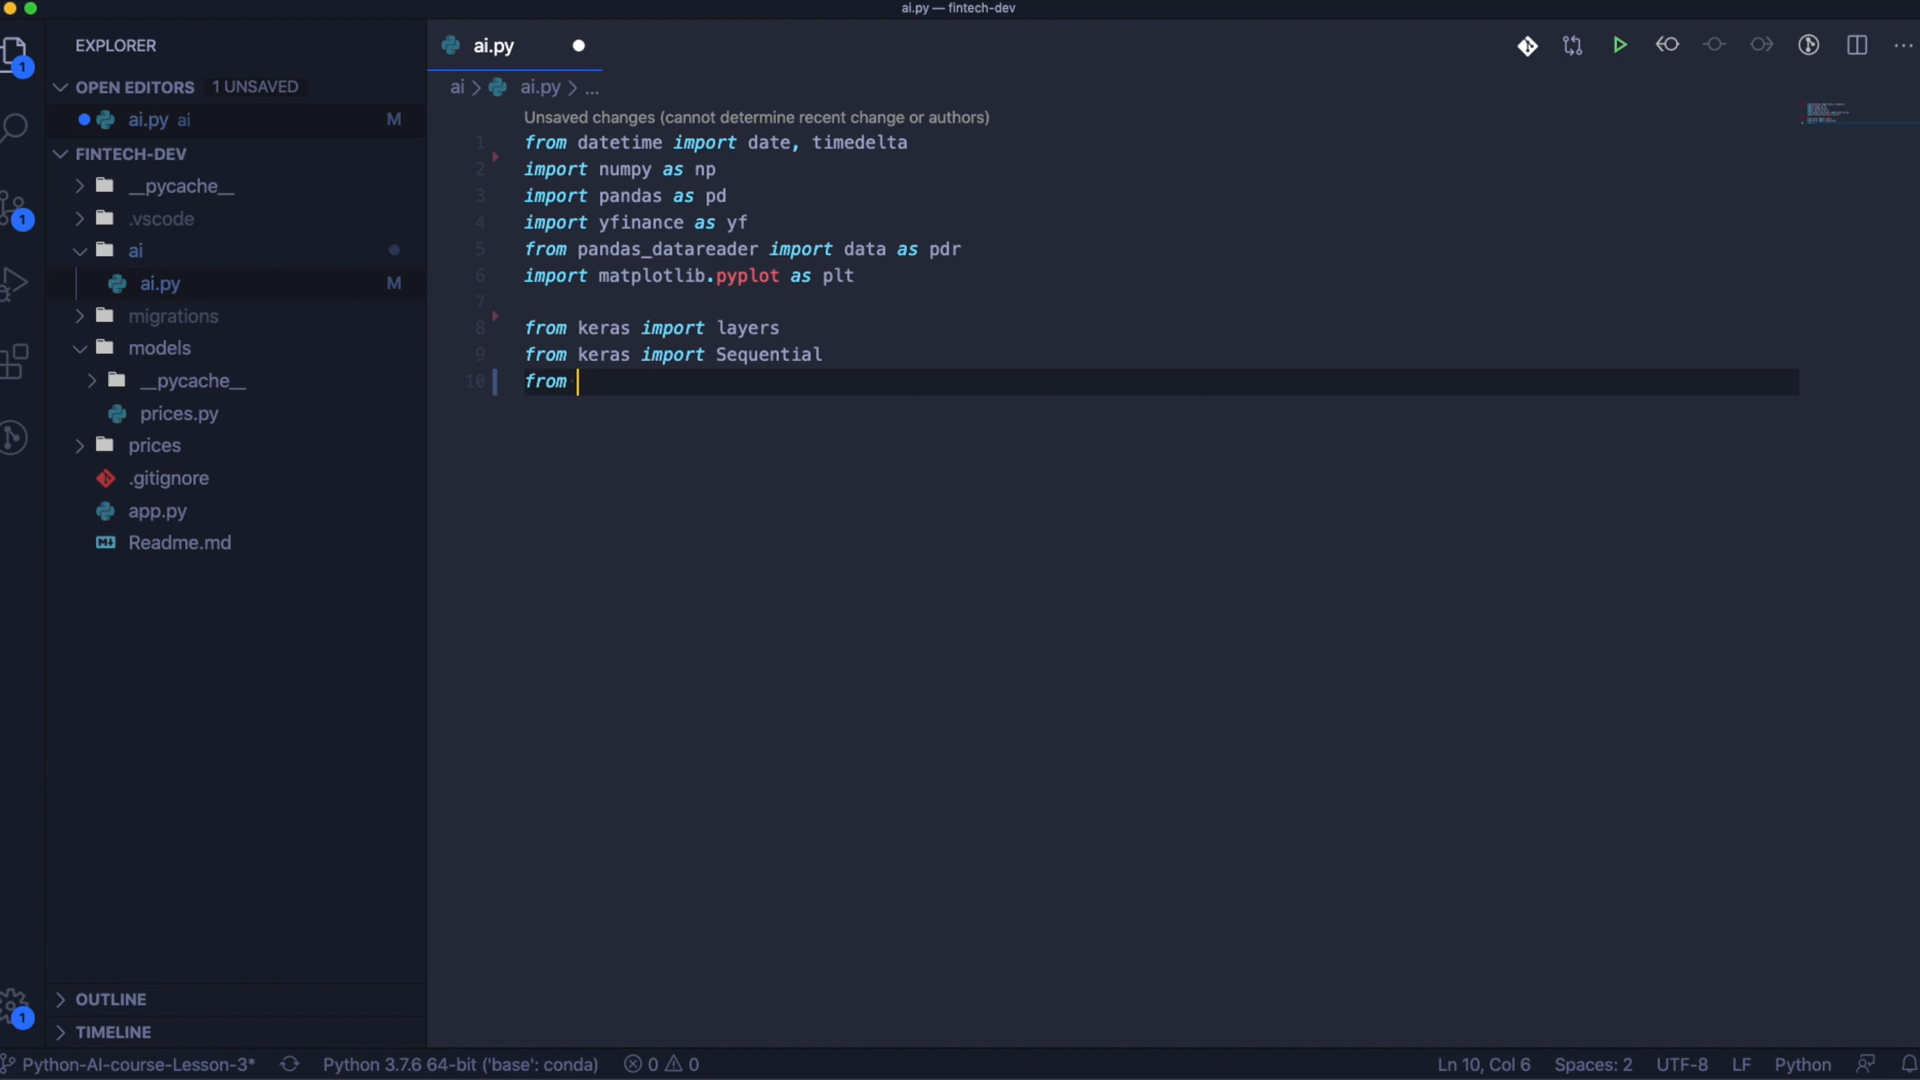 ai.py — fintech-dev
EXPLORER
OPEN EDITORS 1 UNSAVED
ai.py ai M
FINTECH-DEV
__pycache__
.vscode
ai
ai.py M
migrations
models
__pycache__
prices.py
prices
.gitignore
app.py
Readme.md
OUTLINE
TIMELINE
1
1
1
ai.py
ai > ai.py > ...
Unsaved changes (cannot determine recent change or authors)
1 from datetime import date, timedelta
2 import numpy as np
3 import pandas as pd
4 import yfinance as yf
5 from pandas_datareader import data as pdr
6 import matplotlib.pyplot as plt
7
8 from keras import layers
9 from keras import Sequential
10 from
Python-AI-course-Lesson-3* Python 3.7.6 64-bit ('base': conda) 0 0 Ln 10, Col 6 Spaces: 2 UTF-8 LF Python